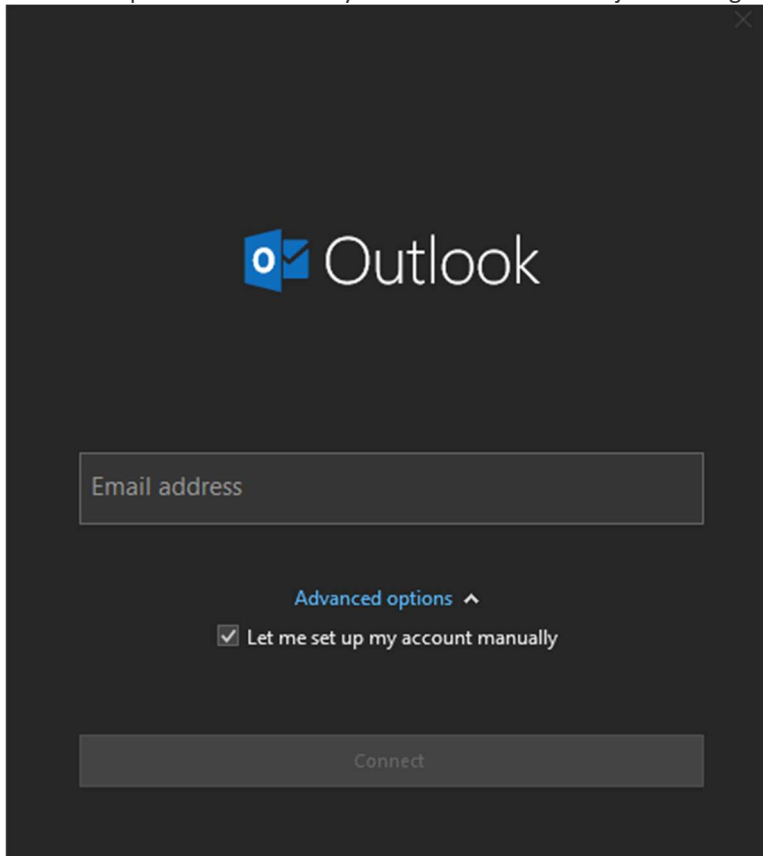 Outlook
Email address
Advanced options
Let me set up my account manually
Connect